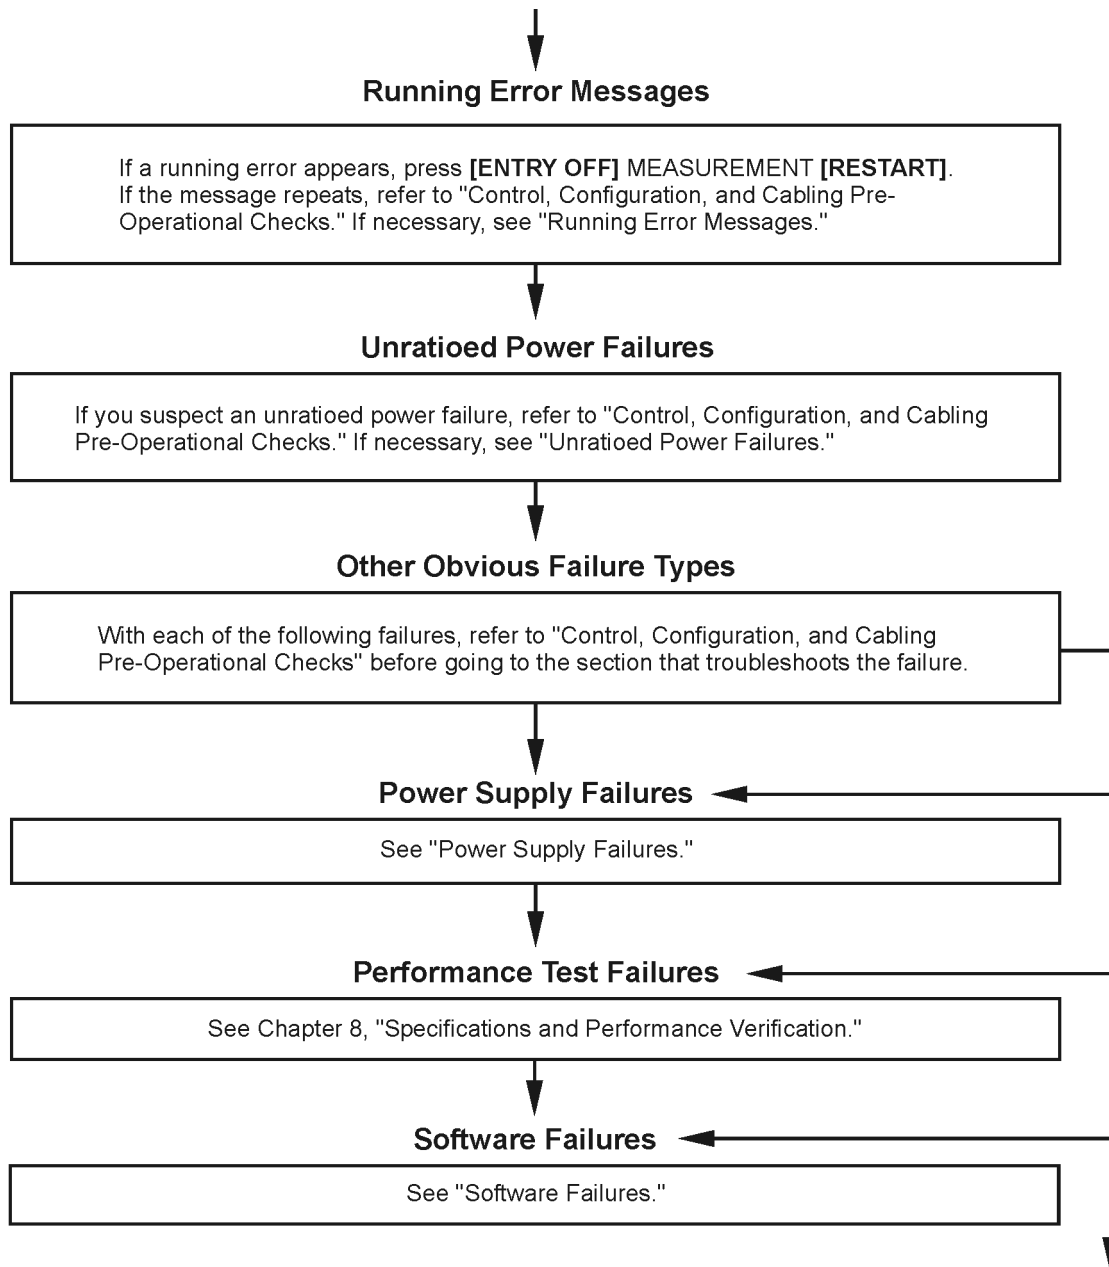 Running Error Messages
If a running error appears, press [ENTRY OFF] MEASUREMENT [RESTART].
If the message repeats, refer to "Control, Configuration, and Cabling Pre-
Operational Checks." If necessary, see "Running Error Messages."
Unratioed Power Failures
If you suspect an unratioed power failure, refer to "Control, Configuration, and Cabling
Pre-Operational Checks." If necessary, see "Unratioed Power Failures."
Other Obvious Failure Types
With each of the following failures, refer to "Control, Configuration, and Cabling
Pre-Operational Checks" before going to the section that troubleshoots the failure.
Power Supply Failures
See "Power Supply Failures."
Performance Test Failures
See Chapter 8, "Specifications and Performance Verification."
Software Failures
See "Software Failures."